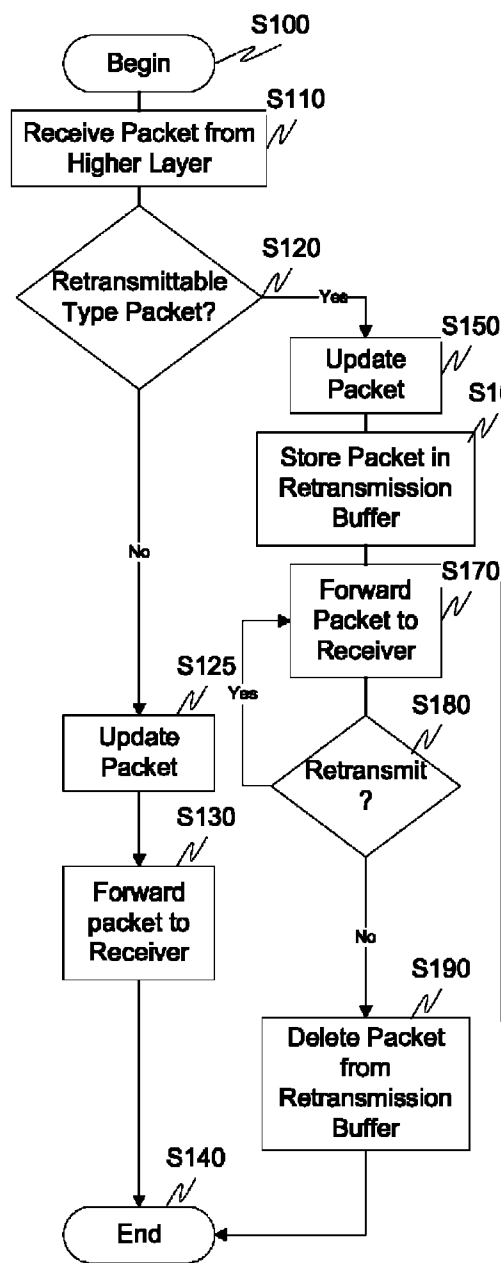 S100
Begin
S110
Receive Packet from
Higher Layer
S120
Retransmittable
Type Packet?
Yes
S150
Update
Packet
Store Packet in
Retransmission
Buffer
S170
Forward
Packet to
Receiver
No
S125
Yes
S180
Update
Packet
Retransmit
?
S130
Forward
packet to
Receiver
No
S190
Delete Packet
from
Retransmission
Buffer
S140
End